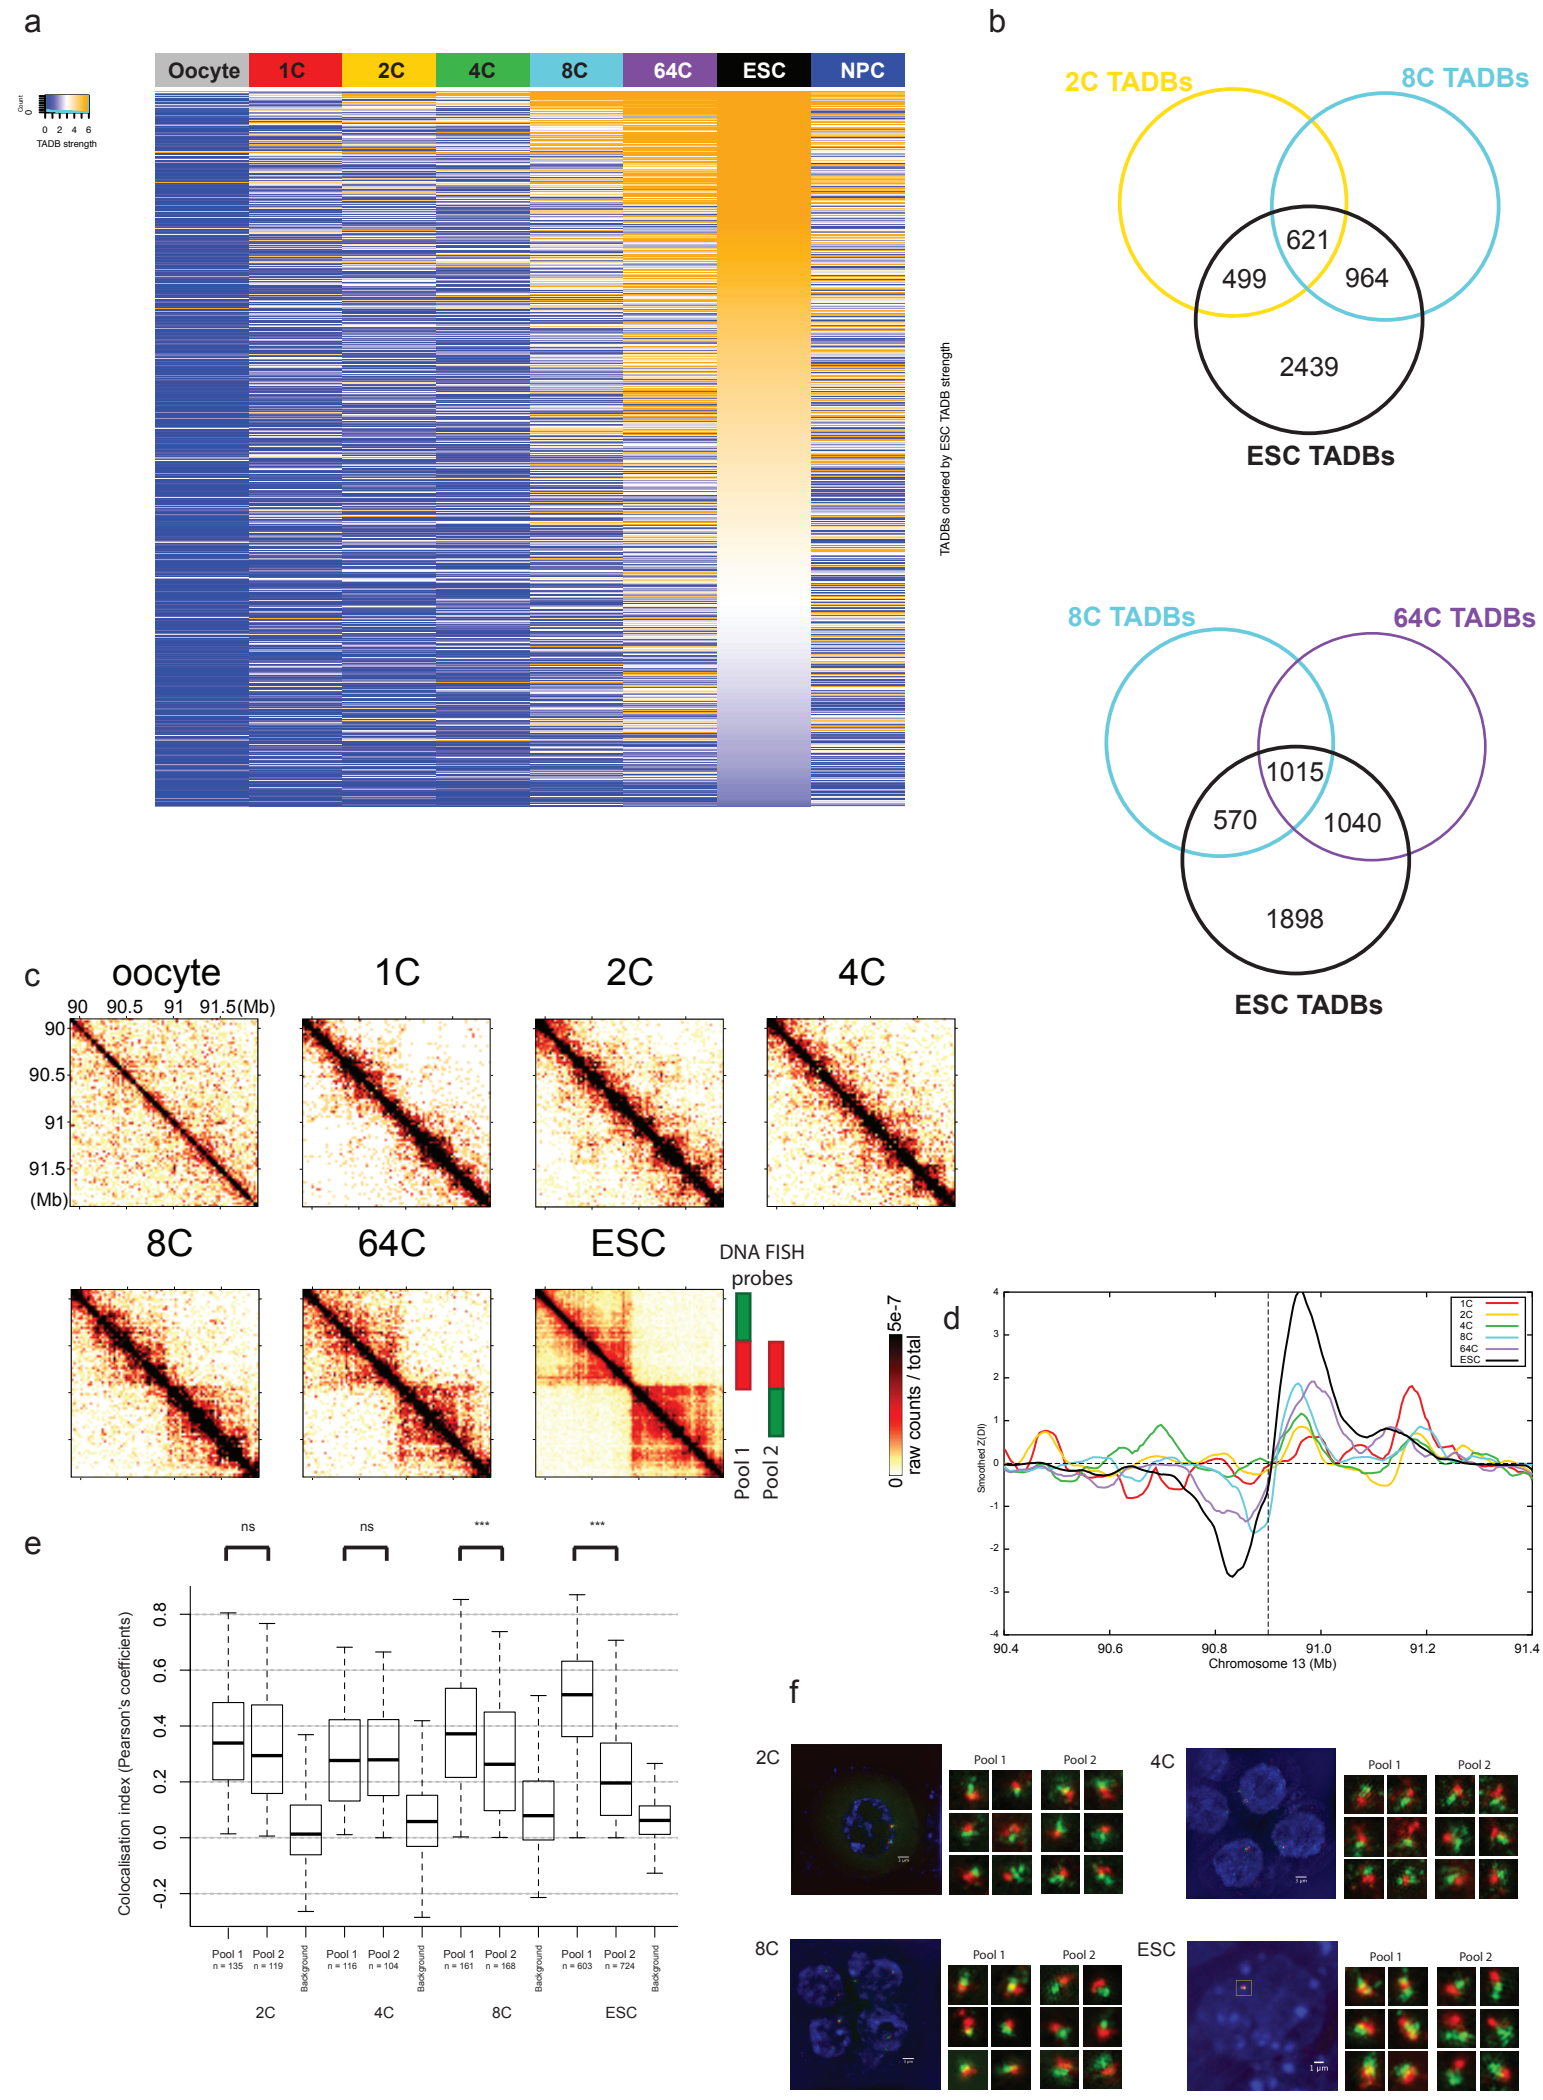 a
Oocyte 1C 2C 4C 8C 64C ESC NPC
Count
0
0 2 4 6
TADB strength
TADBs ordered by ESC TADB strength
b
2C TADBs
8C TADBs
621
499
964
2439
ESC TADBs
8C TADBs
64C TADBs
1015
570
1040
1898
ESC TADBs
c
oocyte
1C
2C
4C
90 90.5 91 91.5(Mb)
90
90.5
91
91.5
(Mb)
8C
64C
ESC
DNA FISH
probes
Pool 1
Pool 2
0
5e-7
raw counts / total
d
4
3
2
1
0
-1
-2
-3
-4
Smoothed Z(DI)
1C
2C
4C
8C
64C
ESC
90.4 90.6 90.8 91.0 91.2 91.4
Chromosome 13 (Mb)
e
ns ns *** ***
Colocalisation index (Pearson's coefficients)
0.8
0.6
0.4
0.2
0.0
-0.2
Pool 1 Pool 2 Background Pool 1 Pool 2 Background Pool 1 Pool 2 Background Pool 1 Pool 2 Background
n = 135 n = 119 n = 116 n = 104 n = 161 n = 168 n = 603 n = 724
2C 4C 8C ESC
f
2C
Pool 1 Pool 2
3 µm
4C
Pool 1 Pool 2
3 µm
8C
Pool 1 Pool 2
ESC
Pool 1 Pool 2
1 µm